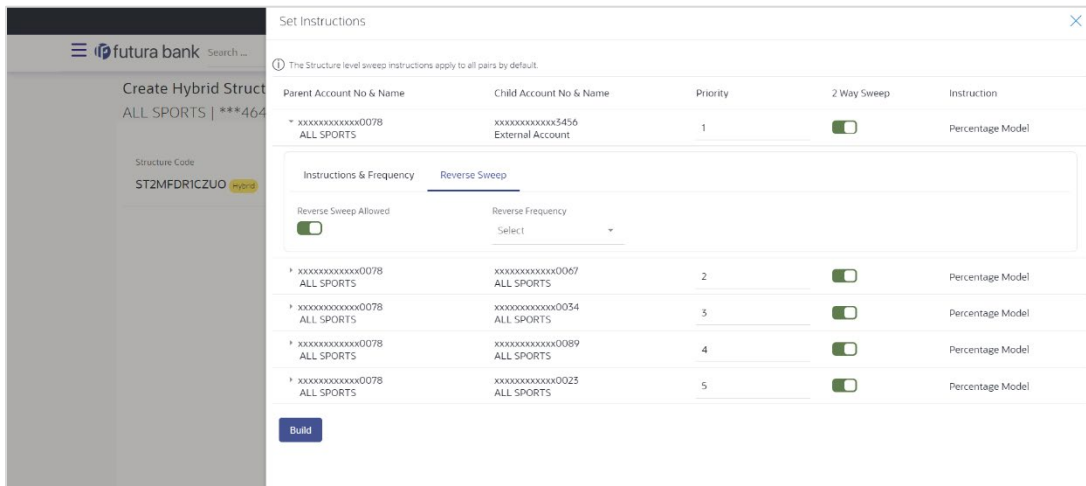 Set Instructions
futura bank Search ...
The Structure level sweep instructions apply to all pairs by default.
Create Hybrid Struct
ALL SPORTS | ***464
Structure Code
ST2MFDR1CZUO Hybrid
Parent Account No & Name Child Account No & Name Priority 2 Way Sweep Instruction
xxxxxxxxxxxx0078 xxxxxxxxxxxx3456 1 Percentage Model
ALL SPORTS External Account
Instructions & Frequency Reverse Sweep
Reverse Sweep Allowed Reverse Frequency
Select
xxxxxxxxxxxx0078 xxxxxxxxxxxx0067 2 Percentage Model
ALL SPORTS ALL SPORTS
xxxxxxxxxxxx0078 xxxxxxxxxxxx0034 3 Percentage Model
ALL SPORTS ALL SPORTS
xxxxxxxxxxxx0078 xxxxxxxxxxxx0089 4 Percentage Model
ALL SPORTS ALL SPORTS
xxxxxxxxxxxx0078 xxxxxxxxxxxx0023 5 Percentage Model
ALL SPORTS ALL SPORTS
Build